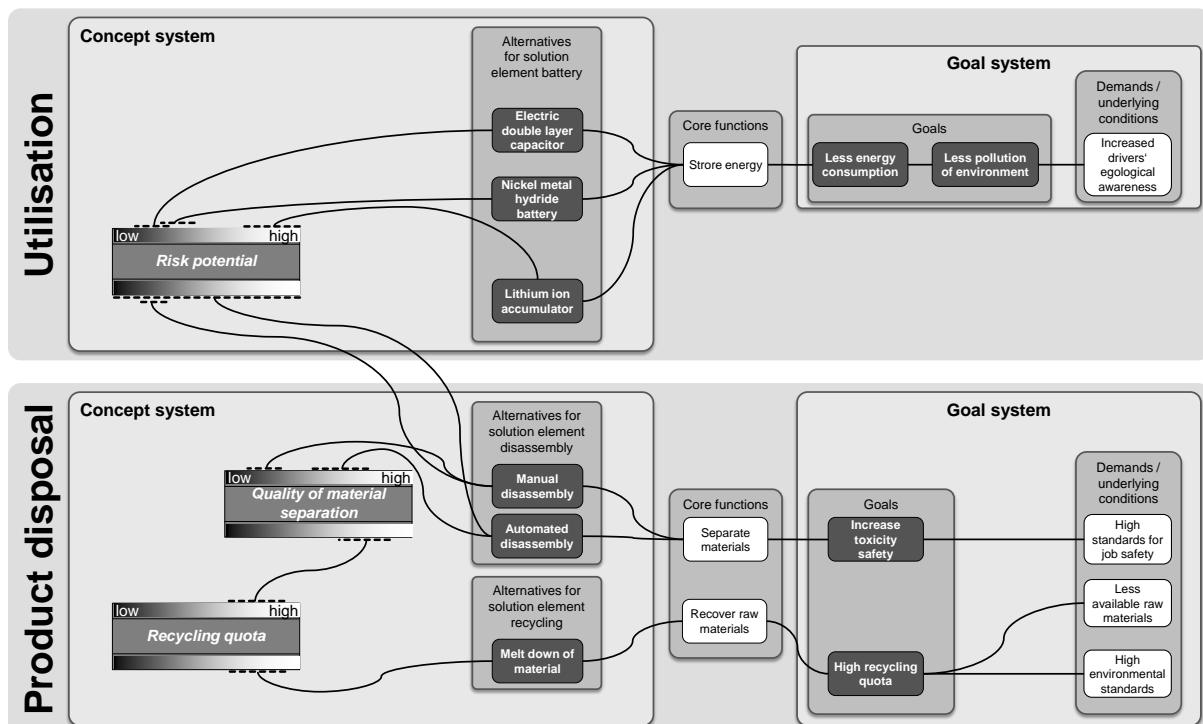 Utilisation
Concept system
Alternatives
for solution
element battery
Electric
double layer
capacitor
Nickel metal
hydride
battery
Lithium ion
accumulator
low
high
Risk potential
Core functions
Strore energy
Goal system
Goals
Less energy
consumption
Less pollution
of environment
Demands /
underlying
conditions
Increased
drivers‘
egological
awareness
Product disposal
Concept system
Alternatives for
solution element
disassembly
Manual
disassembly
Automated
disassembly
low
high
Quality of material
separation
low
high
Recycling quota
Alternatives for
solution element
recycling
Melt down of
material
Core functions
Separate
materials
Recover raw
materials
Goal system
Goals
Increase
toxicity
safety
High recycling
quota
Demands /
underlying
conditions
High
standards for
job safety
Less
available raw
materials
High
environmental
standards